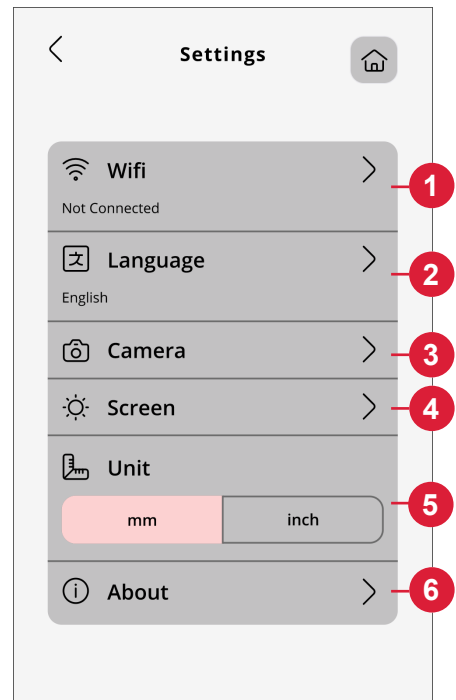 Settings
Wifi
Not Connected
1
Language
English
2
Camera
3
Screen
4
Unit
mm inch
5
About
6